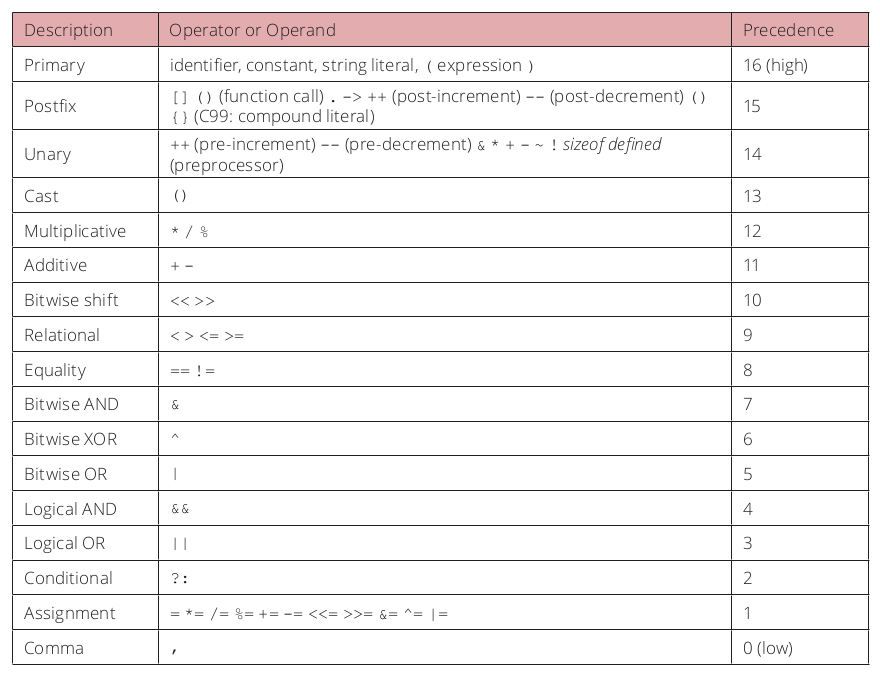 Description Operator or Operand Precedence
Primary identifier, constant, string literal, ( expression ) 16 (high)
Postfix [] () (function call) . –> ++ (post-increment) –– (post-decrement) () 15
{} (C99: compound literal)
Unary ++ (pre-increment) –– (pre-decrement) & * + – ~ ! sizeof defined 14
(preprocessor)
Cast () 13
Multiplicative * / % 12
Additive + – 11
Bitwise shift << >> 10
Relational < > <= >= 9
Equality == != 8
Bitwise AND & 7
Bitwise XOR ^ 6
Bitwise OR | 5
Logical AND && 4
Logical OR || 3
Conditional ?: 2
Assignment = *= /= %= += –= <<= >>= &= ^= |= 1
Comma , 0 (low)